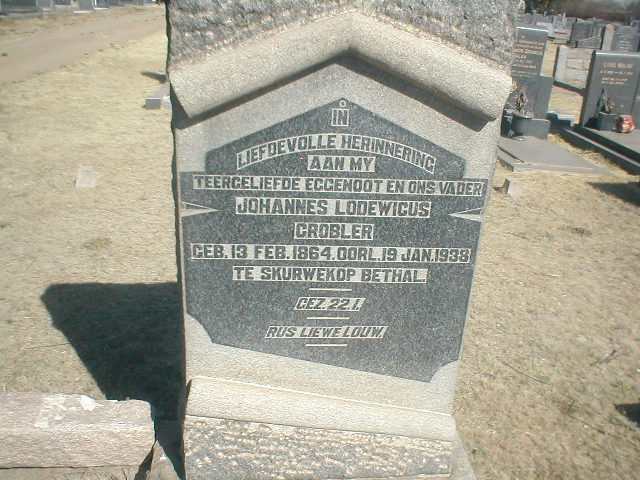 IN
LIEFDEVOLLE HERINNERING
AAN MY
TEERGELIEFDE EGGENOOT EN ONS VADER
JOHANNES LODEWICUS
GROBLER
GEB. 13 FEB. 1864. OORL. 19 JAN. 1938
TE SKURWEKOP BETHAL.
GEZ. 22. 1.
RUS LIEWE LOUW.